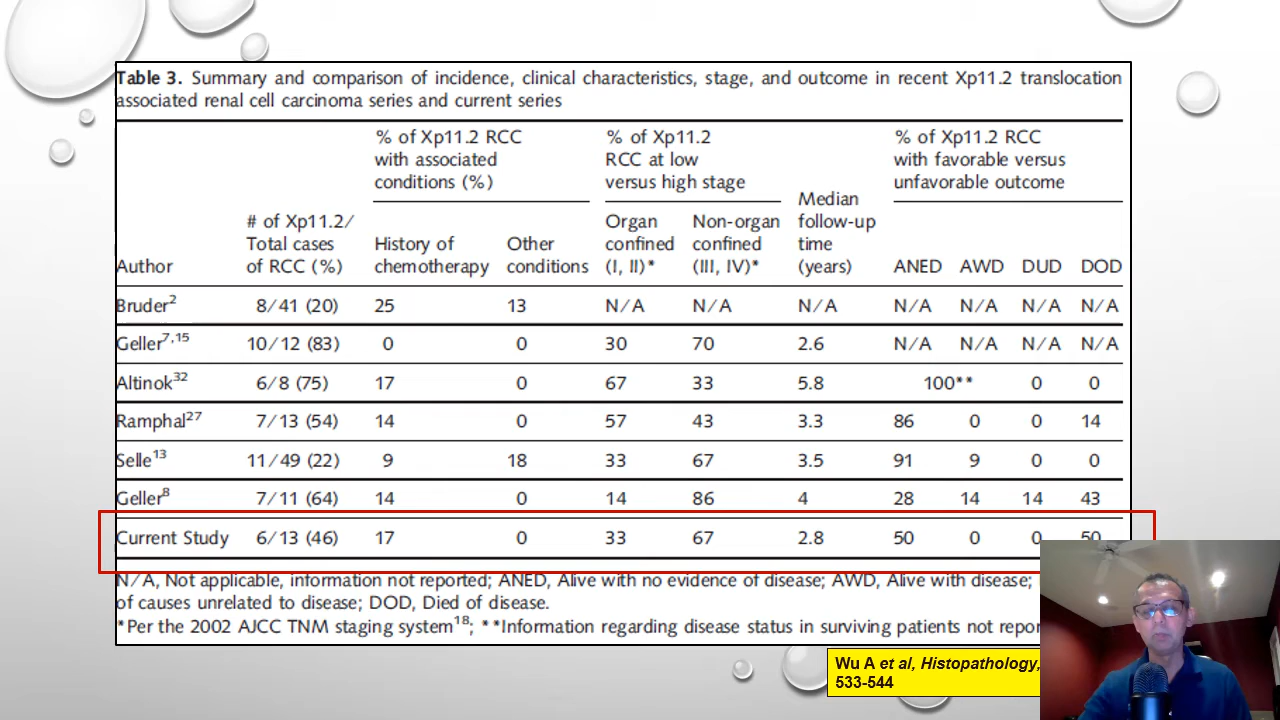 Table 3. Summary and comparison of incidence, clinical characteristics, stage, and outcome in recent Xp11.2 translocation
associated renal cell carcinoma series and current series
% of Xp11.2 RCC % of Xp11.2 % of Xp11.2 RCC
with associated RCC at low with favorable versus
conditions (%) versus high stage unfavorable outcome
Median
# of Xp11.2/ Organ Non-organ follow-up
Total cases History of Other confined confined time
Author of RCC (%) chemotherapy conditions (I, II)* (III, IV)* (years) ANED AWD DUD DOD
Bruder2 8/41 (20) 25 13 N/A N/A N/A N/A N/A N/A N/A
Geller7,15 10/12 (83) 0 0 30 70 2.6 N/A N/A N/A N/A
Altinok32 6/8 (75) 17 0 67 33 5.8 100** 0 0
Ramphal27 7/13 (54) 14 0 57 43 3.3 86 0 0 14
Selle13 11/49 (22) 9 18 33 67 3.5 91 9 0 0
Geller8 7/11 (64) 14 0 14 86 4 28 14 14 43
Current Study 6/13 (46) 17 0 33 67 2.8 50 0 0 50
N/A, Not applicable, information not reported; ANED, Alive with no evidence of disease; AWD, Alive with disease;
of causes unrelated to disease; DOD, Died of disease.
*Per the 2002 AJCC TNM staging system18; **Information regarding disease status in surviving patients not
Wu A et al, Histopathology,
533-544